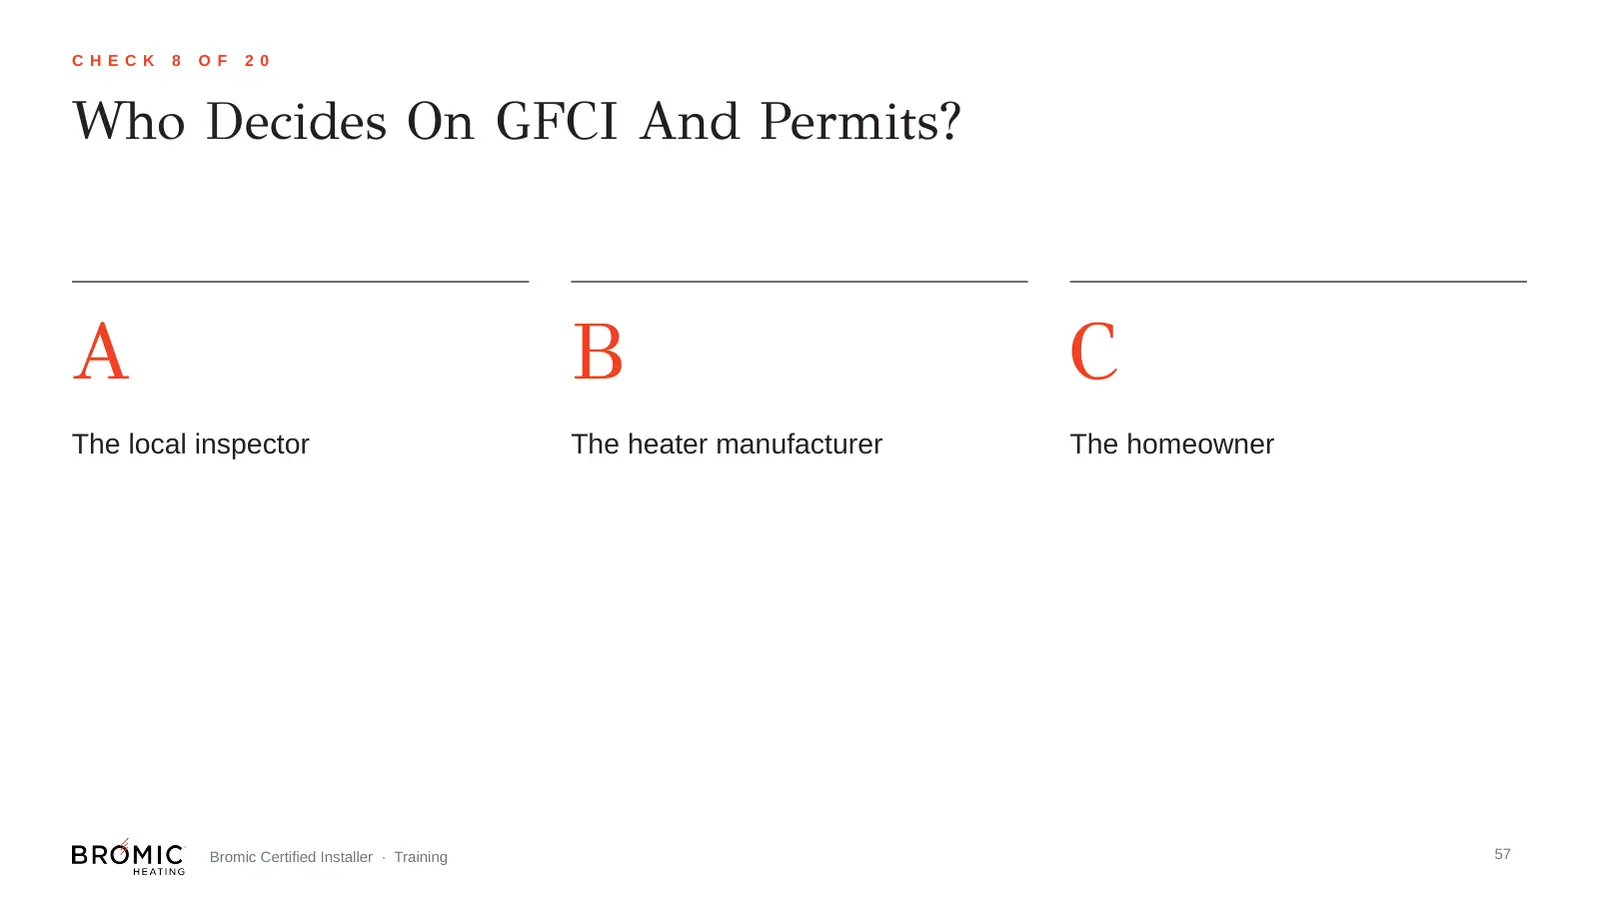 CHECK 8 OF 20
Who Decides On GFCI And Permits?
A
The local inspector
B
The heater manufacturer
C
The homeowner
BROMIC
HEATING
Bromic Certified Installer · Training
57